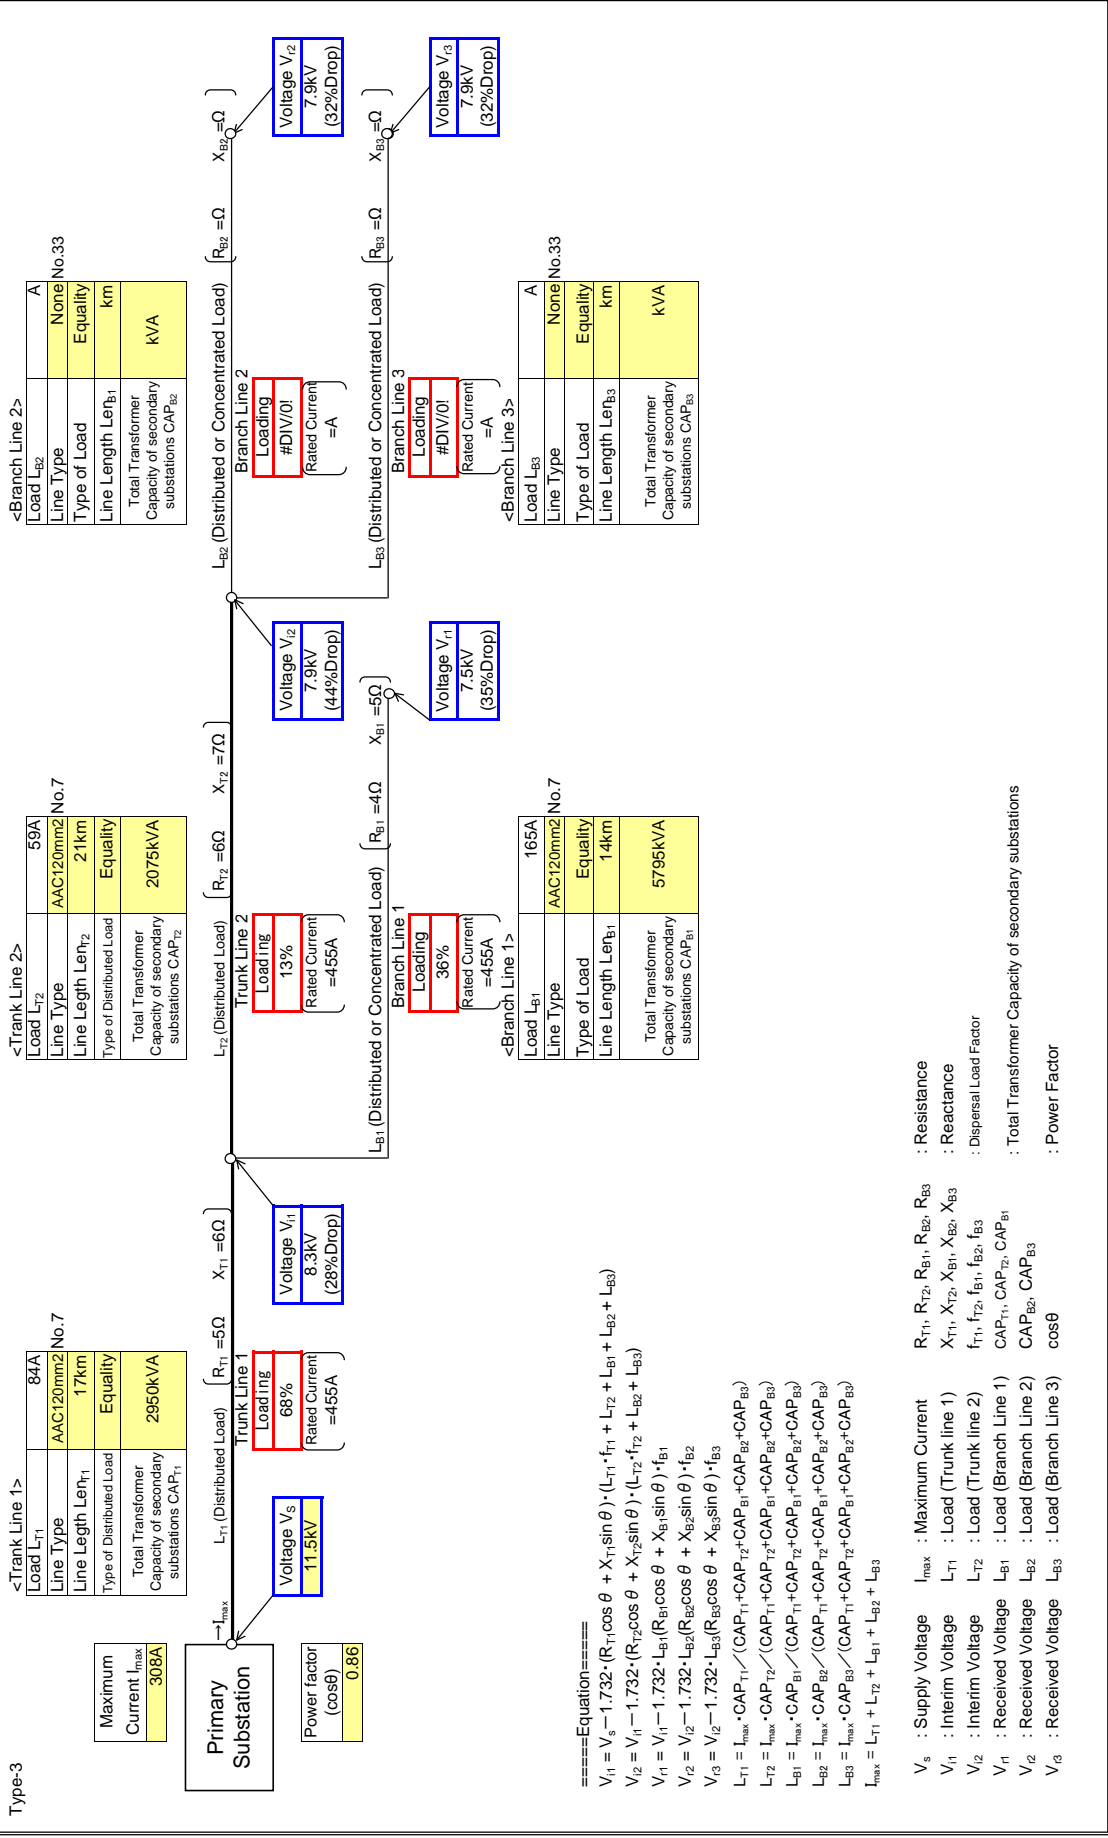 Type-3
Maximum
Current Imax
308A
Primary
Substation
→Imax
Power factor
(cosθ)
0.86
Voltage VS
11.5kV
<Trank Line 1>
Load LT1 84A
Line Type AAC120mm2 No.7
Line Length LenT1 17km
Type of Distributed Load Equality
Total Transformer
Capacity of secondary
substations CAPT1
2950kVA
LT1 (Distributed Load) RT1 =5Ω XT1 =6Ω
Trunk Line 1
Loading
68%
Rated Current
=455A
Voltage Vi1
8.3kV
(28%Drop)
<Trank Line 2>
Load LT2 59A
Line Type AAC120mm2 No.7
Line Legth LenT2 21km
Type of Distributed Load Equality
Total Transformer
Capacity of secondary
substations CAPT2
2075kVA
LT2 (Distributed Load) RT2 =6Ω XT2 =7Ω
Trunk Line 2
Loading
13%
Rated Current
=455A
Voltage Vi2
7.9kV
(44%Drop)
LB1 (Distributed or Concentrated Load) RB1 =4Ω XB1 =5Ω
Branch Line 1
Loading
36%
Rated Current
=455A
Voltage Vr1
7.5kV
(35%Drop)
<Branch Line 1>
Load LB1 165A
Line Type AAC120mm2 No.7
Type of Load Equality
Line Length LenB1 14km
Total Transformer
Capacity of secondary
substations CAPB1
5795kVA
<Branch Line 2>
Load LB2 A
Line Type None No.33
Type of Load Equality
Line Length LenB1 km
Total Transformer
Capacity of secondary
substations CAPB2
kVA
LB2 (Distributed or Concentrated Load) RB2 =Ω XB2 =Ω
Branch Line 2
Loading
#DIV/0!
Rated Current
=A
Voltage Vr2
7.9kV
(32%Drop)
LB3 (Distributed or Concentrated Load) RB3 =Ω XB3 =Ω
Branch Line 3
Loading
#DIV/0!
Rated Current
=A
Voltage Vr3
7.9kV
(32%Drop)
<Branch Line 3>
Load LB3 A
Line Type None No.33
Type of Load Equality
Line Length LenB3 km
Total Transformer
Capacity of secondary
substations CAPB3
kVA
=====Equation=====
Vi1 = Vs−1.732･(RT1cos θ + XT1sin θ)･(LT1･fT1 + LT2 + LB1 + LB2 + LB3)
Vi2 = Vi1−1.732･(RT2cos θ + XT2sin θ)･(LT2･fT2 + LB2 + LB3)
Vr1 = Vi1−1.732･LB1(RB1cos θ + XB1sin θ)･fB1
Vr2 = Vi2−1.732･LB2(RB2cos θ + XB2sin θ)･fB2
Vr3 = Vi2−1.732･LB3(RB3cos θ + XB3sin θ)･fB3
LT1 = Imax･CAPT1／(CAPT1+CAPT2+CAPB1+CAPB2+CAPB3)
LT2 = Imax･CAPT2／(CAPT1+CAPT2+CAPB1+CAPB2+CAPB3)
LB1 = Imax･CAPB1／(CAPT1+CAPT2+CAPB1+CAPB2+CAPB3)
LB2 = Imax･CAPB2／(CAPT1+CAPT2+CAPB1+CAPB2+CAPB3)
LB3 = Imax･CAPB3／(CAPT1+CAPT2+CAPB1+CAPB2+CAPB3)
Imax = LT1 + LT2 + LB1 + LB2 + LB3
Vs : Supply Voltage Imax : Maximum Current RT1, RT2, RB1, RB2, RB3 : Resistance
Vi1 : Interim Voltage LT1 : Load (Trunk line 1) XT1, XT2, XB1, XB2, XB3 : Reactance
Vi2 : Interim Voltage LT2 : Load (Trunk line 2) fT1, fT2, fB1, fB2, fB3 : Dispersal Load Factor
Vr1 : Received Voltage LB1 : Load (Branch Line 1) CAPT1, CAPT2, CAPB1 : Total Transformer Capacity of secondary substations
Vr2 : Received Voltage LB2 : Load (Branch Line 2) CAPB2, CAPB3
Vr3 : Received Voltage LB3 : Load (Branch Line 3) cosθ : Power Factor